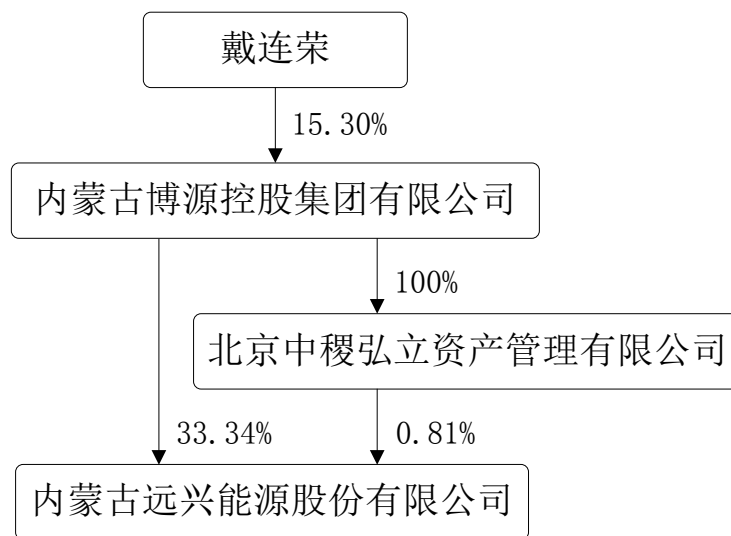 戴连荣
15.30%
内蒙古博源控股集团有限公司
100%
北京中稷弘立资产管理有限公司
33.34%
0.81%
内蒙古远兴能源股份有限公司